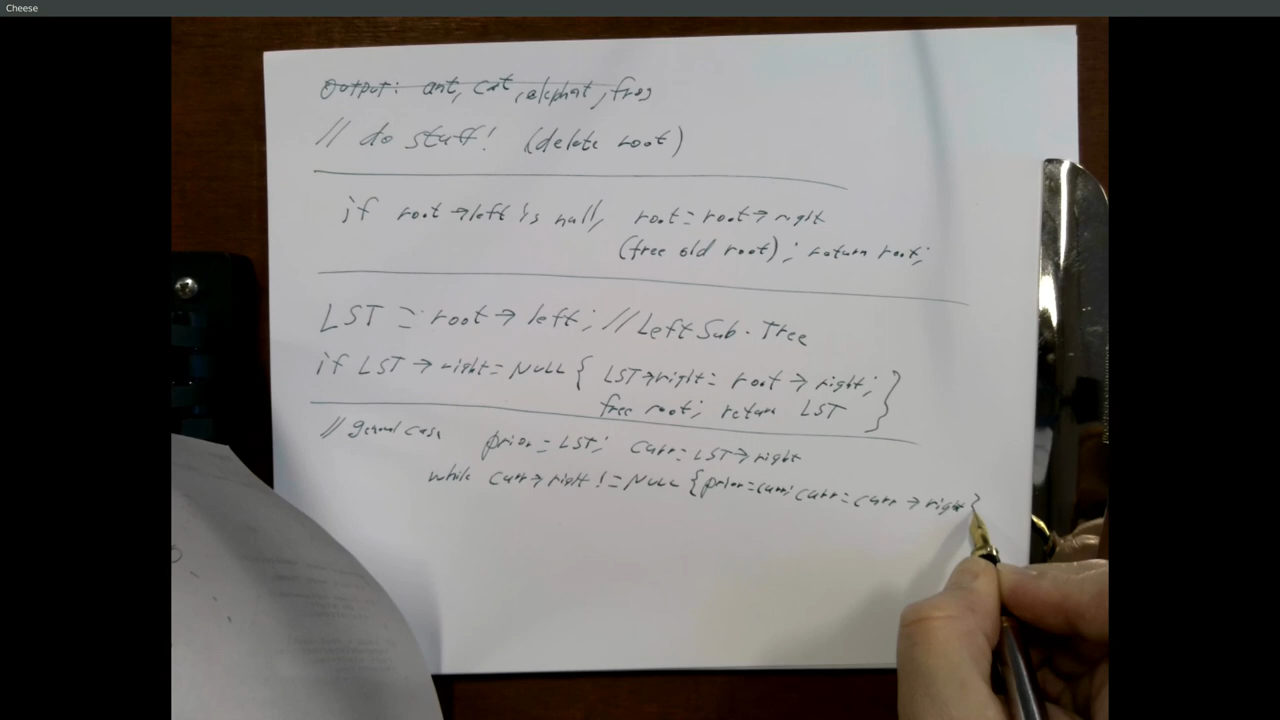 Cheese
Output: ant, cat, elephat, frog
// do stuff! (delete root)
if root → left is null, root = root → right
(free old root); return root;
LST = root → left; // Left Sub-Tree
if LST → right = NULL { LST → right = root → right;
free root; return LST }
// general case prior = LST; curr = LST → right
while curr → right != NULL { prior = curr; curr = curr → right }